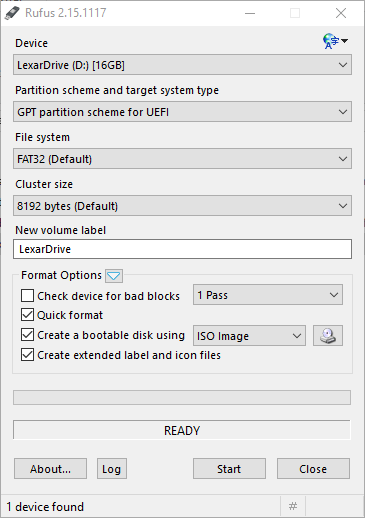 Rufus 2.15.1117
Device
LexarDrive (D:) [16GB]
Partition scheme and target system type
GPT partition scheme for UEFI
File system
FAT32 (Default)
Cluster size
8192 bytes (Default)
New volume label
LexarDrive
Format Options
Check device for bad blocks 1 Pass
Quick format
Create a bootable disk using ISO Image
Create extended label and icon files
READY
About... Log Start Close
1 device found #